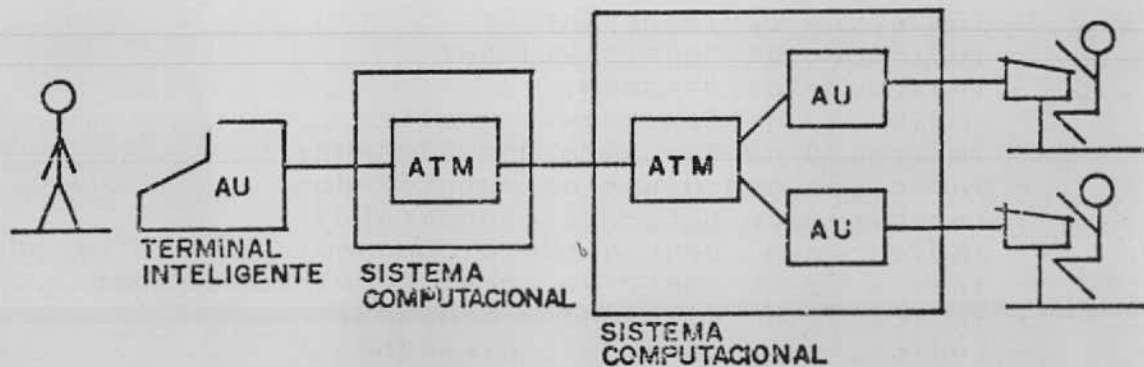 AU
TERMINAL
INTELIGENTE
ATM
SISTEMA
COMPUTACIONAL
ATM
AU
AU
SISTEMA
COMPUTACIONAL